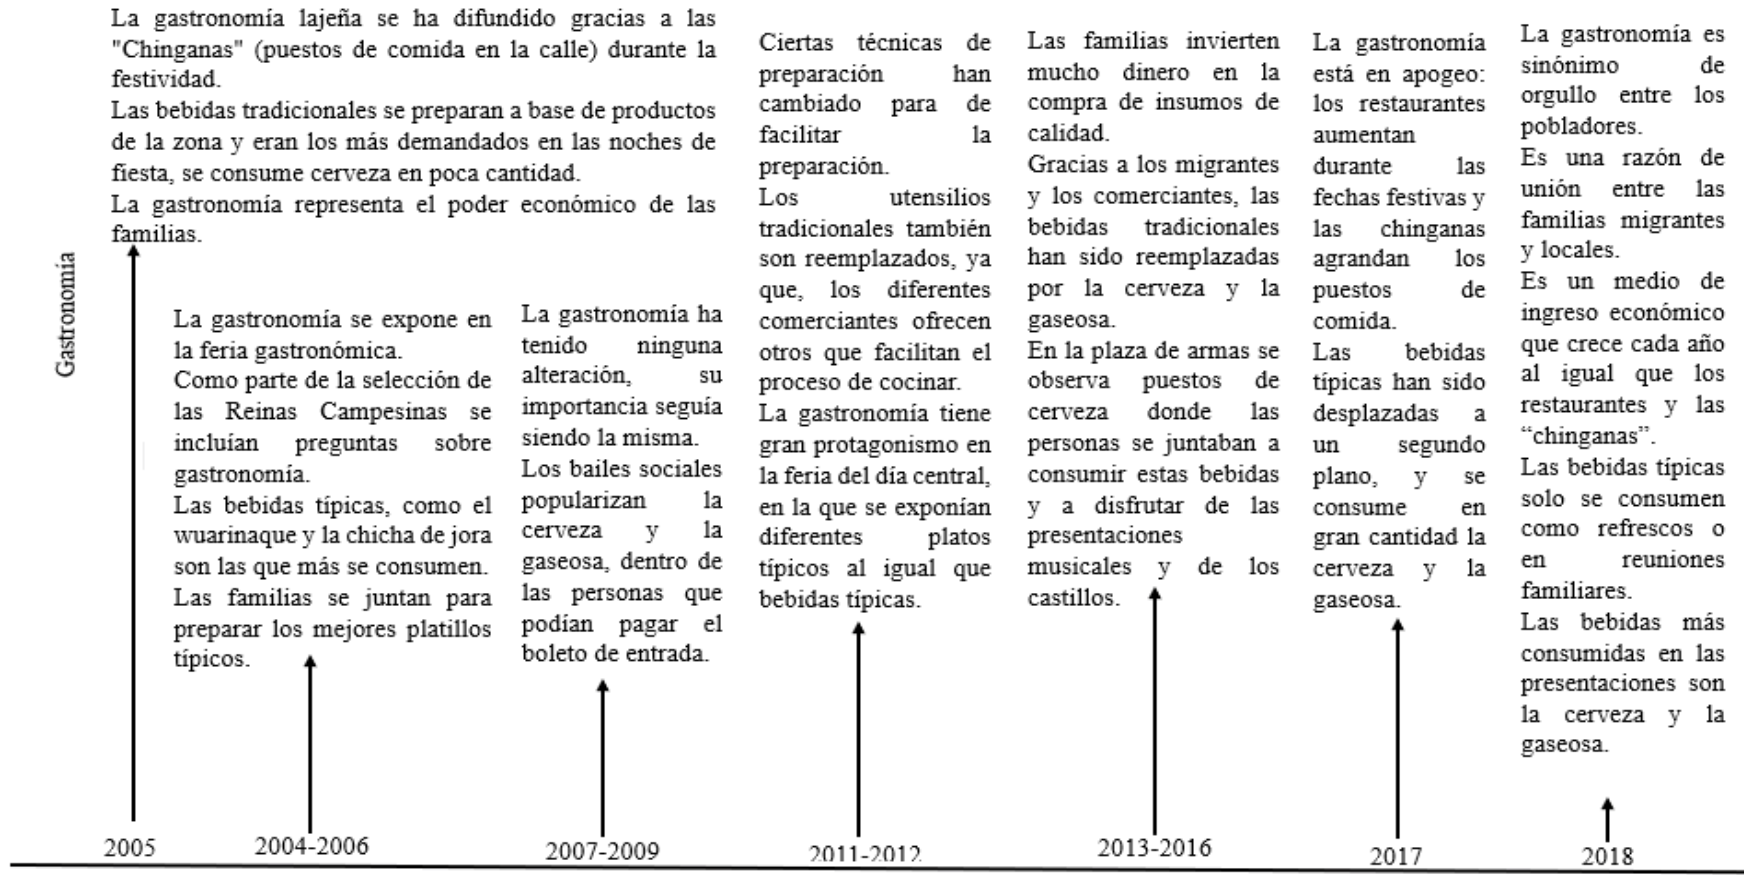 Gastronomía
La gastronomía lajeña se ha difundido gracias a las
"Chinganas" (puestos de comida en la calle) durante la
festividad.
Las bebidas tradicionales se preparan a base de productos
de la zona y eran los más demandados en las noches de
fiesta, se consume cerveza en poca cantidad.
La gastronomía representa el poder económico de las
familias.
2005
La gastronomía se expone en
la feria gastronómica.
Como parte de la selección de
las Reinas Campesinas se
incluían preguntas sobre
gastronomía.
Las bebidas típicas, como el
wuarinaque y la chicha de jora
son las que más se consumen.
Las familias se juntan para
preparar los mejores platillos
típicos.
2004-2006
La gastronomía ha
tenido ninguna
alteración, su
importancia seguía
siendo la misma.
Los bailes sociales
popularizan la
cerveza y la
gaseosa, dentro de
las personas que
podían pagar el
boleto de entrada.
2007-2009
Ciertas técnicas de
preparación han
cambiado para de
facilitar la
preparación.
Los utensilios
tradicionales también
son reemplazados, ya
que, los diferentes
comerciantes ofrecen
otros que facilitan el
proceso de cocinar.
La gastronomía tiene
gran protagonismo en
la feria del día central,
en la que se exponían
diferentes platos
típicos al igual que
bebidas típicas.
2011-2012
Las familias invierten
mucho dinero en la
compra de insumos de
calidad.
Gracias a los migrantes
y los comerciantes, las
bebidas tradicionales
han sido reemplazadas
por la cerveza y la
gaseosa.
En la plaza de armas se
observa puestos de
cerveza donde las
personas se juntaban a
consumir estas bebidas
y a disfrutar de las
presentaciones
musicales y de los
castillos.
2013-2016
La gastronomía
está en apogeo:
los restaurantes
aumentan
durante las
fechas festivas y
las chinganas
agrandan los
puestos de
comida.
Las bebidas
típicas han sido
desplazadas a
un segundo
plano, y se
consume en
gran cantidad la
cerveza y la
gaseosa.
2017
La gastronomía es
sinónimo de
orgullo entre los
pobladores.
Es una razón de
unión entre las
familias migrantes
y locales.
Es un medio de
ingreso económico
que crece cada año
al igual que los
restaurantes y las
“chinganas”.
Las bebidas típicas
solo se consumen
como refrescos o
en reuniones
familiares.
Las bebidas más
consumidas en las
presentaciones son
la cerveza y la
gaseosa.
2018